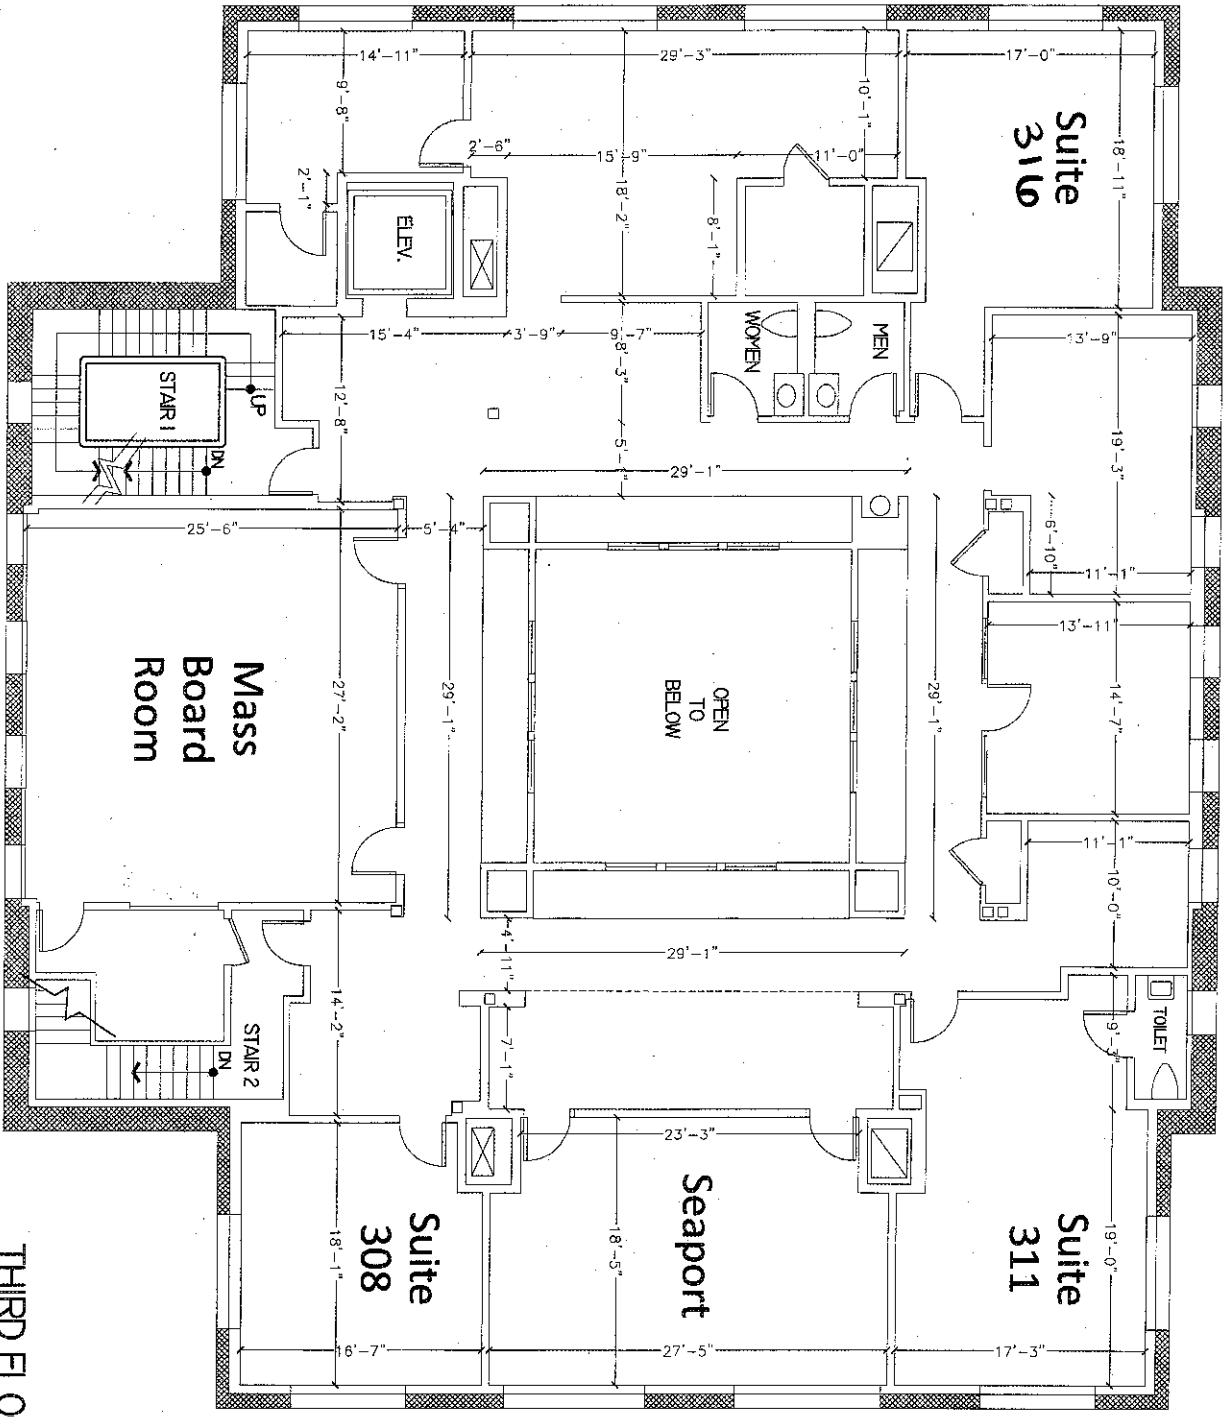 14'-11"
29'-3"
17'-0"
9'-8"
10'-1"
18'-11"
Suite
316
2'-6"
15'-9"
11'-0"
2'-1"
18'-2"
8'-1"
ELEV.
15'-4"
3'-9"
9'-7"
13'-9"
WOMEN
MEN
8'-3"
12'-8"
UP
STAIR 1
DN
19'-3"
29'-1"
25'-6"
5'-4"
29'-1"
29'-1"
6'-10"
11'-1"
13'-11"
14'-7"
Mass
Board
Room
27'-2"
OPEN
TO
BELOW
11'-1"
10'-0"
4'-11"
29'-1"
14'-2"
7'-1"
TOILET
STAIR 2
DN
23'-3"
Suite
308
18'-1"
Seaport
18'-5"
Suite
311
19'-0"
16'-7"
27'-5"
17'-3"
THIRD FLO